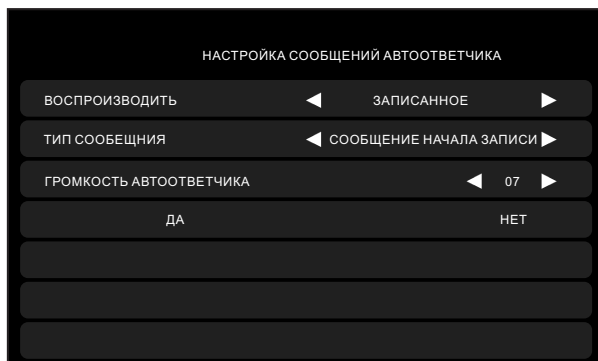 НАСТРОЙКА СООБЩЕНИЙ АВТООТВЕТЧИКА
ВОСПРОИЗВОДИТЬ ЗАПИСАННОЕ
ТИП СООБЕЩНИЯ СООБЩЕНИЕ НАЧАЛА ЗАПИСИ
ГРОМКОСТЬ АВТООТВЕТЧИКА 07
ДА НЕТ